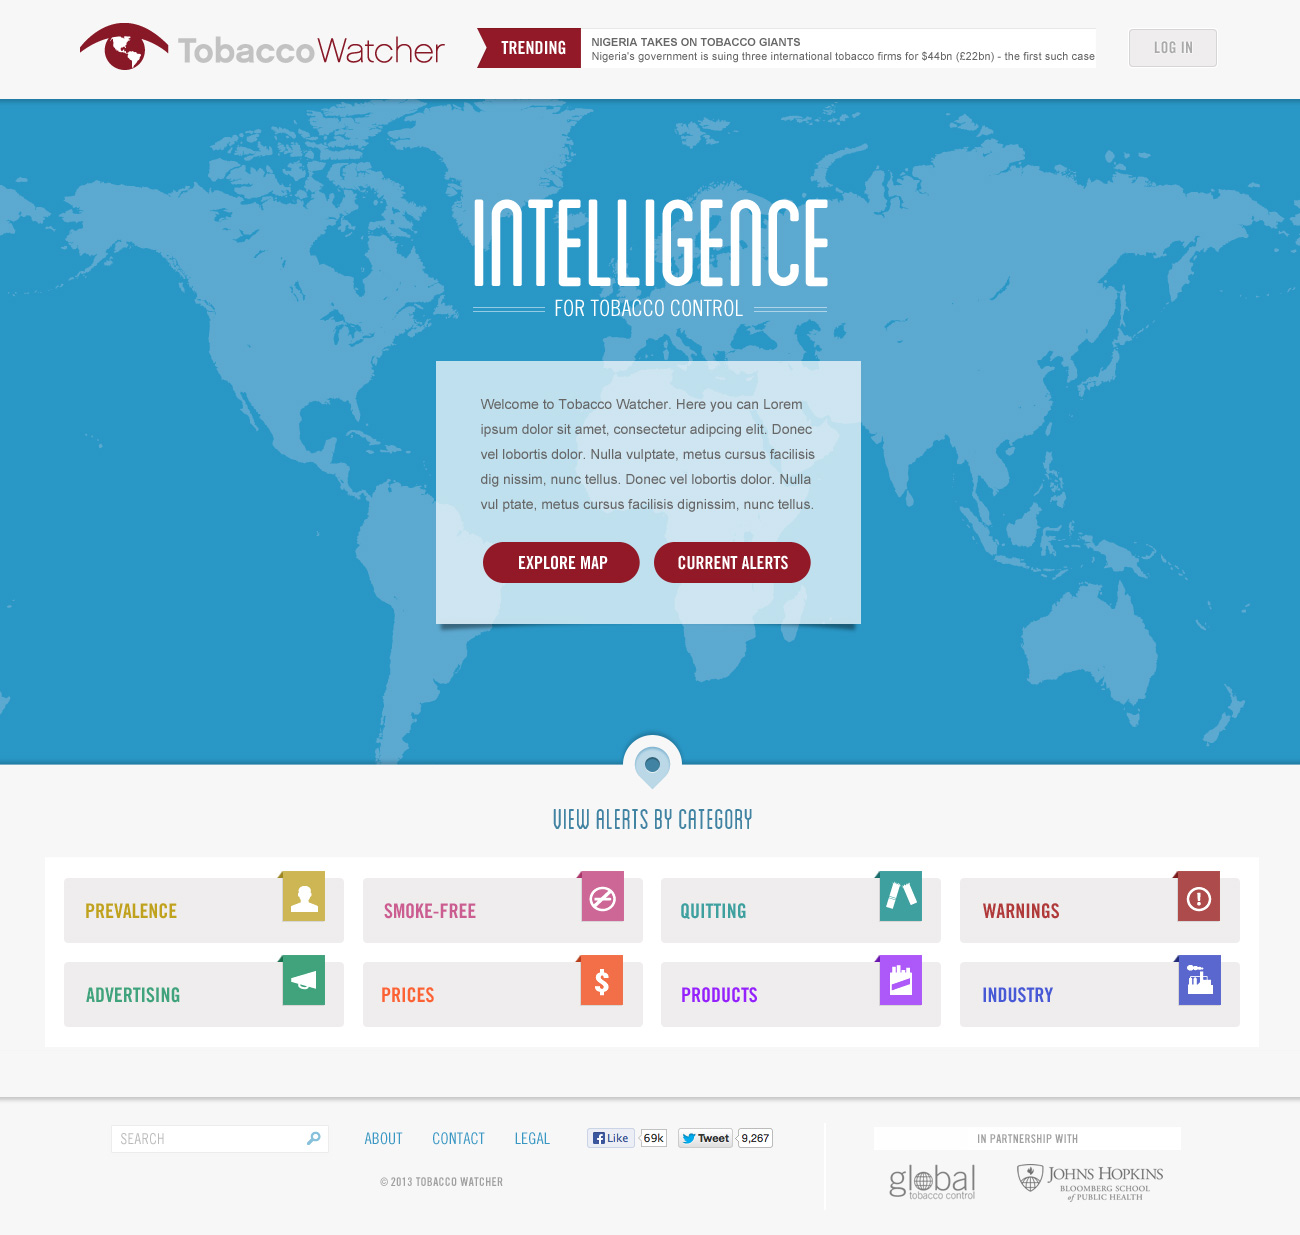 TobaccoWatcher
TRENDING
NIGERIA TAKES ON TOBACCO GIANTS
Nigeria's government is suing three international tobacco firms for $44bn (£22bn) - the first such case
LOG IN
INTELLIGENCE
FOR TOBACCO CONTROL
Welcome to Tobacco Watcher. Here you can Lorem
ipsum dolor sit amet, consectetur adipcing elit. Donec
vel lobortis dolor. Nulla vulptate, metus cursus facilisis
dig nissim, nunc tellus. Donec vel lobortis dolor. Nulla
vul ptate, metus cursus facilisis dignissim, nunc tellus.
EXPLORE MAP
CURRENT ALERTS
VIEW ALERTS BY CATEGORY
PREVALENCE
SMOKE-FREE
QUITTING
WARNINGS
ADVERTISING
PRICES
$
PRODUCTS
INDUSTRY
SEARCH
ABOUT
CONTACT
LEGAL
Like
69k
Tweet
9,267
© 2013 TOBACCO WATCHER
IN PARTNERSHIP WITH
global
tobacco control
JOHNS HOPKINS
BLOOMBERG SCHOOL
of PUBLIC HEALTH